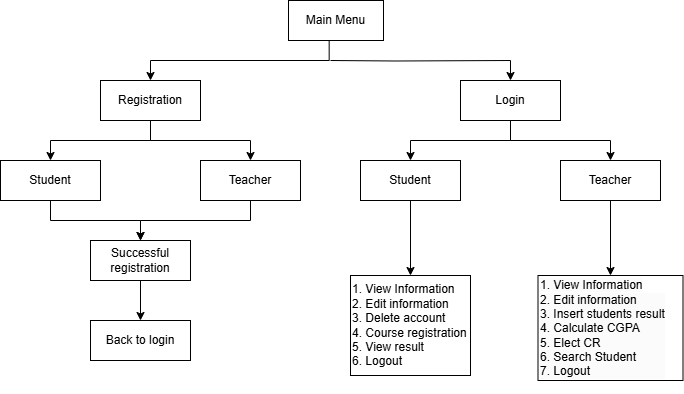 Main Menu
Registration
Login
Student
Teacher
Student
Teacher
Successful
registration
Back to login
1. View Information
2. Edit information
3. Delete account
4. Course registration
5. View result
6. Logout
1. View Information
2. Edit information
3. Insert students result
4. Calculate CGPA
5. Elect CR
6. Search Student
7. Logout